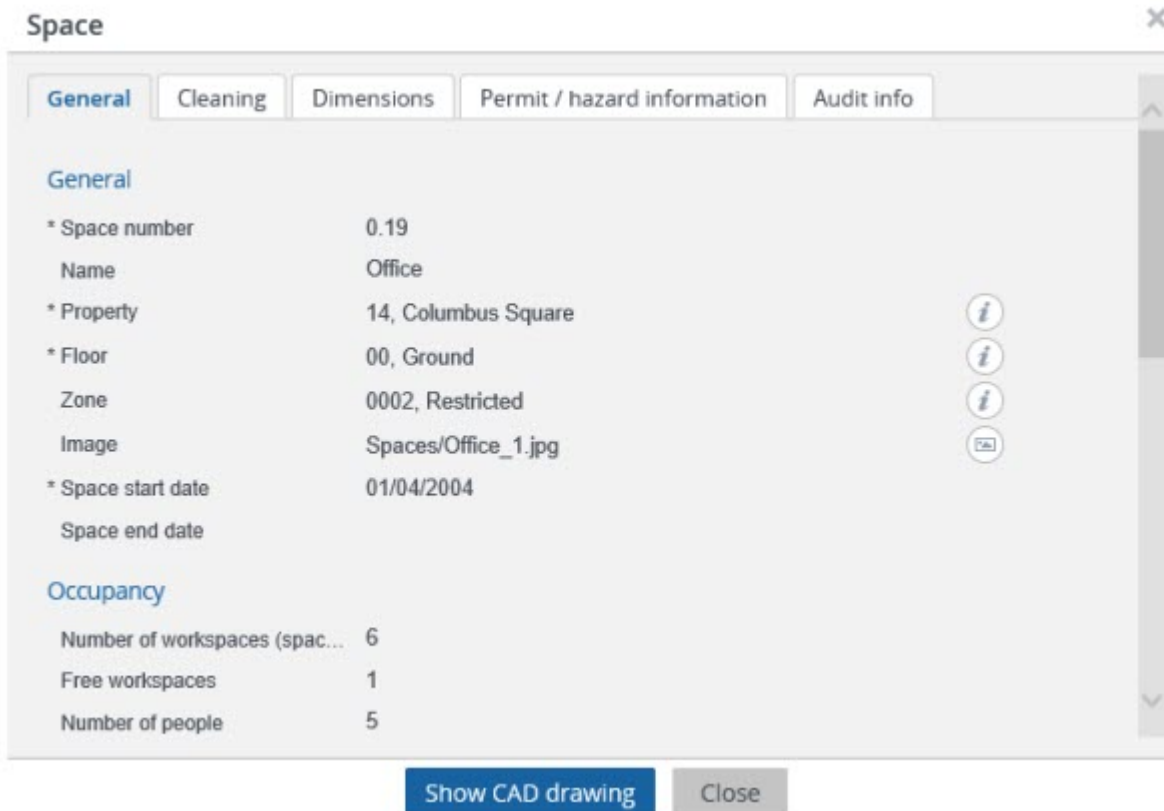 Space
General Cleaning Dimensions Permit / hazard information Audit info
General
* Space number 0.19
Name Office
* Property 14, Columbus Square
* Floor 00, Ground
Zone 0002, Restricted
Image Spaces/Office_1.jpg
* Space start date 01/04/2004
Space end date
Occupancy
Number of workspaces (spac... 6
Free workspaces 1
Number of people 5
Show CAD drawing Close